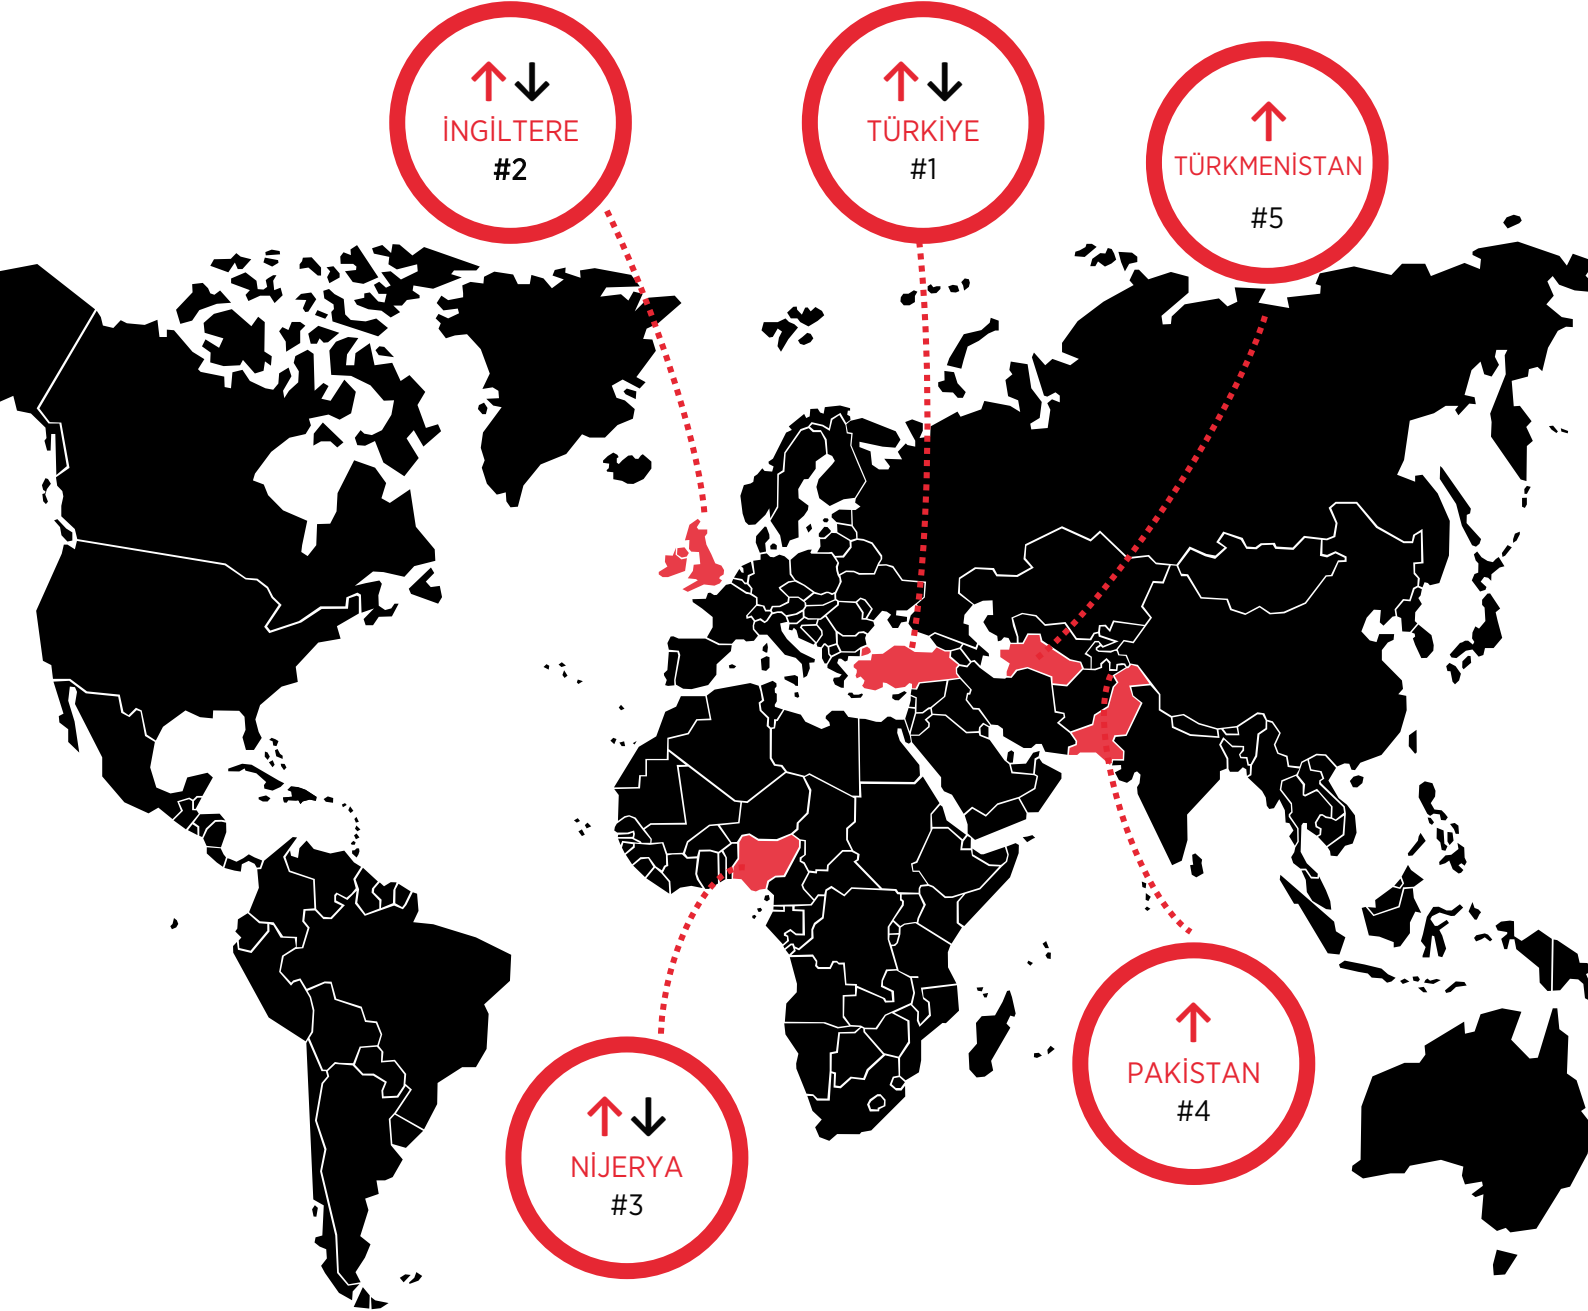 İNGİLTERE
#2
TÜRKİYE
#1
TÜRKMENİSTAN
#5
PAKİSTAN
#4
NİJERYA
#3